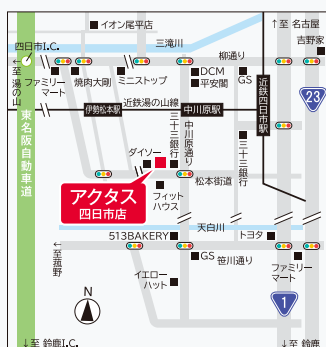 イオン尾平店
↑至 名古屋
三滝川
四日市I.C.
柳通り
吉野家
←至 湯の山
ファミリーマート
焼肉大剛
ミニストップ
DCM
平安閣
GS
近鉄四日市駅
23
近鉄湯の山線
伊勢松本駅
中川原駅
東名阪自動車道
ダイソー
三十三銀行
中川原通り
三十三銀行
松本街道
アクタス
四日市店
フィット
ハウス
天白川
513BAKERY
トヨタ
←至菰野
GS
笹川通り
イエロー
ハット
ファミリー
マート
N
1
↓至 鈴鹿I.C.
↓至 鈴鹿